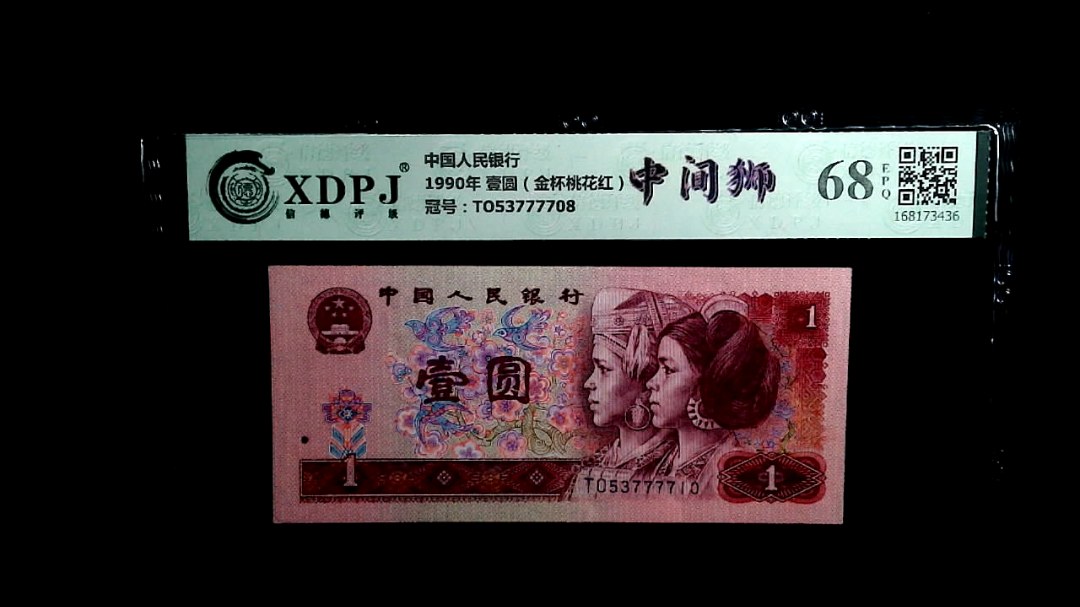 XDPJ®
信德评级
中国人民银行
1990年 壹圆（金杯桃花红）
冠号：TO53777708
中间狮
68
EPQ
168173436
中国人民银行
1
壹圆
1
TO53777710
1